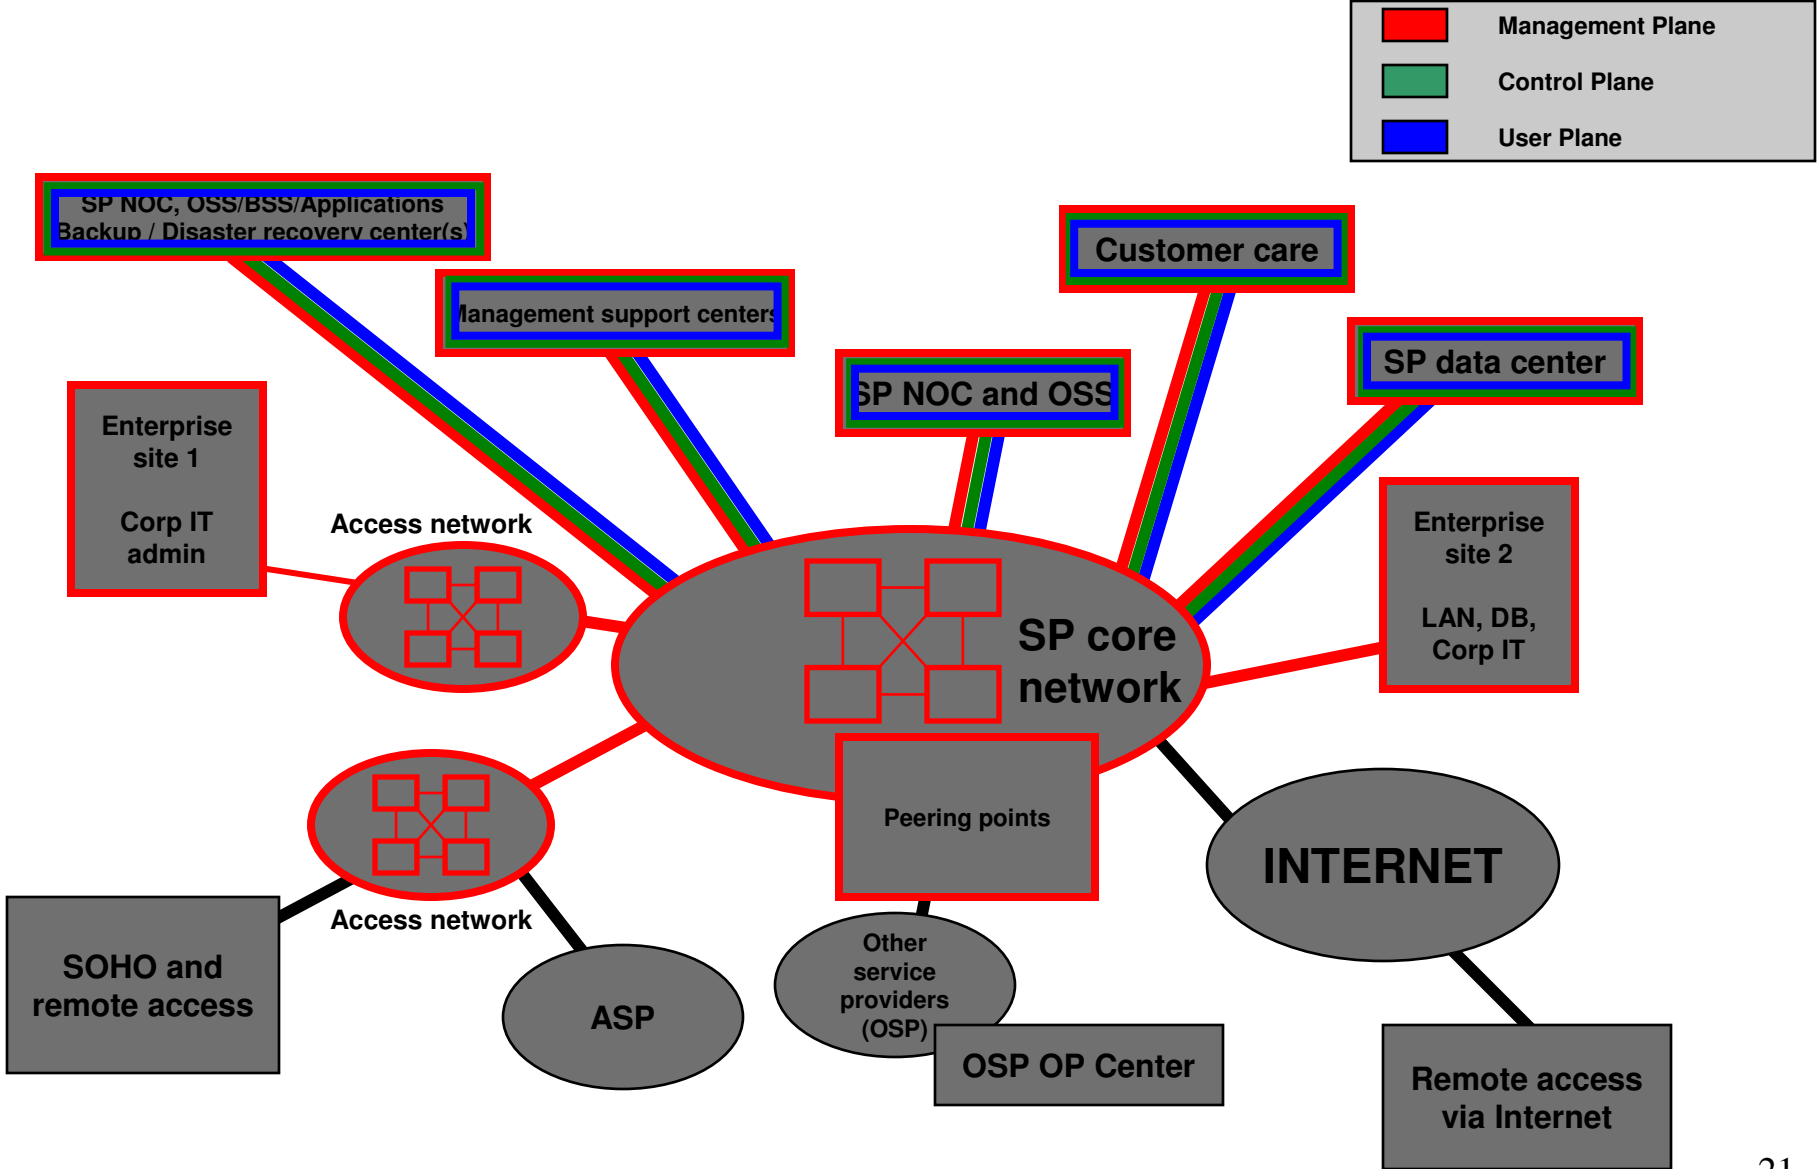 Management Plane
Control Plane
User Plane
SP NOC, OSS/BSS/Applications
Backup / Disaster recovery center(s)
Customer care
Management support centers
SP data center
SP NOC and OSS
Enterprise
site 1
Corp IT
admin
Access network
Enterprise
site 2
LAN, DB,
Corp IT
SP core
network
Peering points
INTERNET
Access network
SOHO and
remote access
ASP
Other
service
providers
(OSP)
OSP OP Center
Remote access
via Internet
21